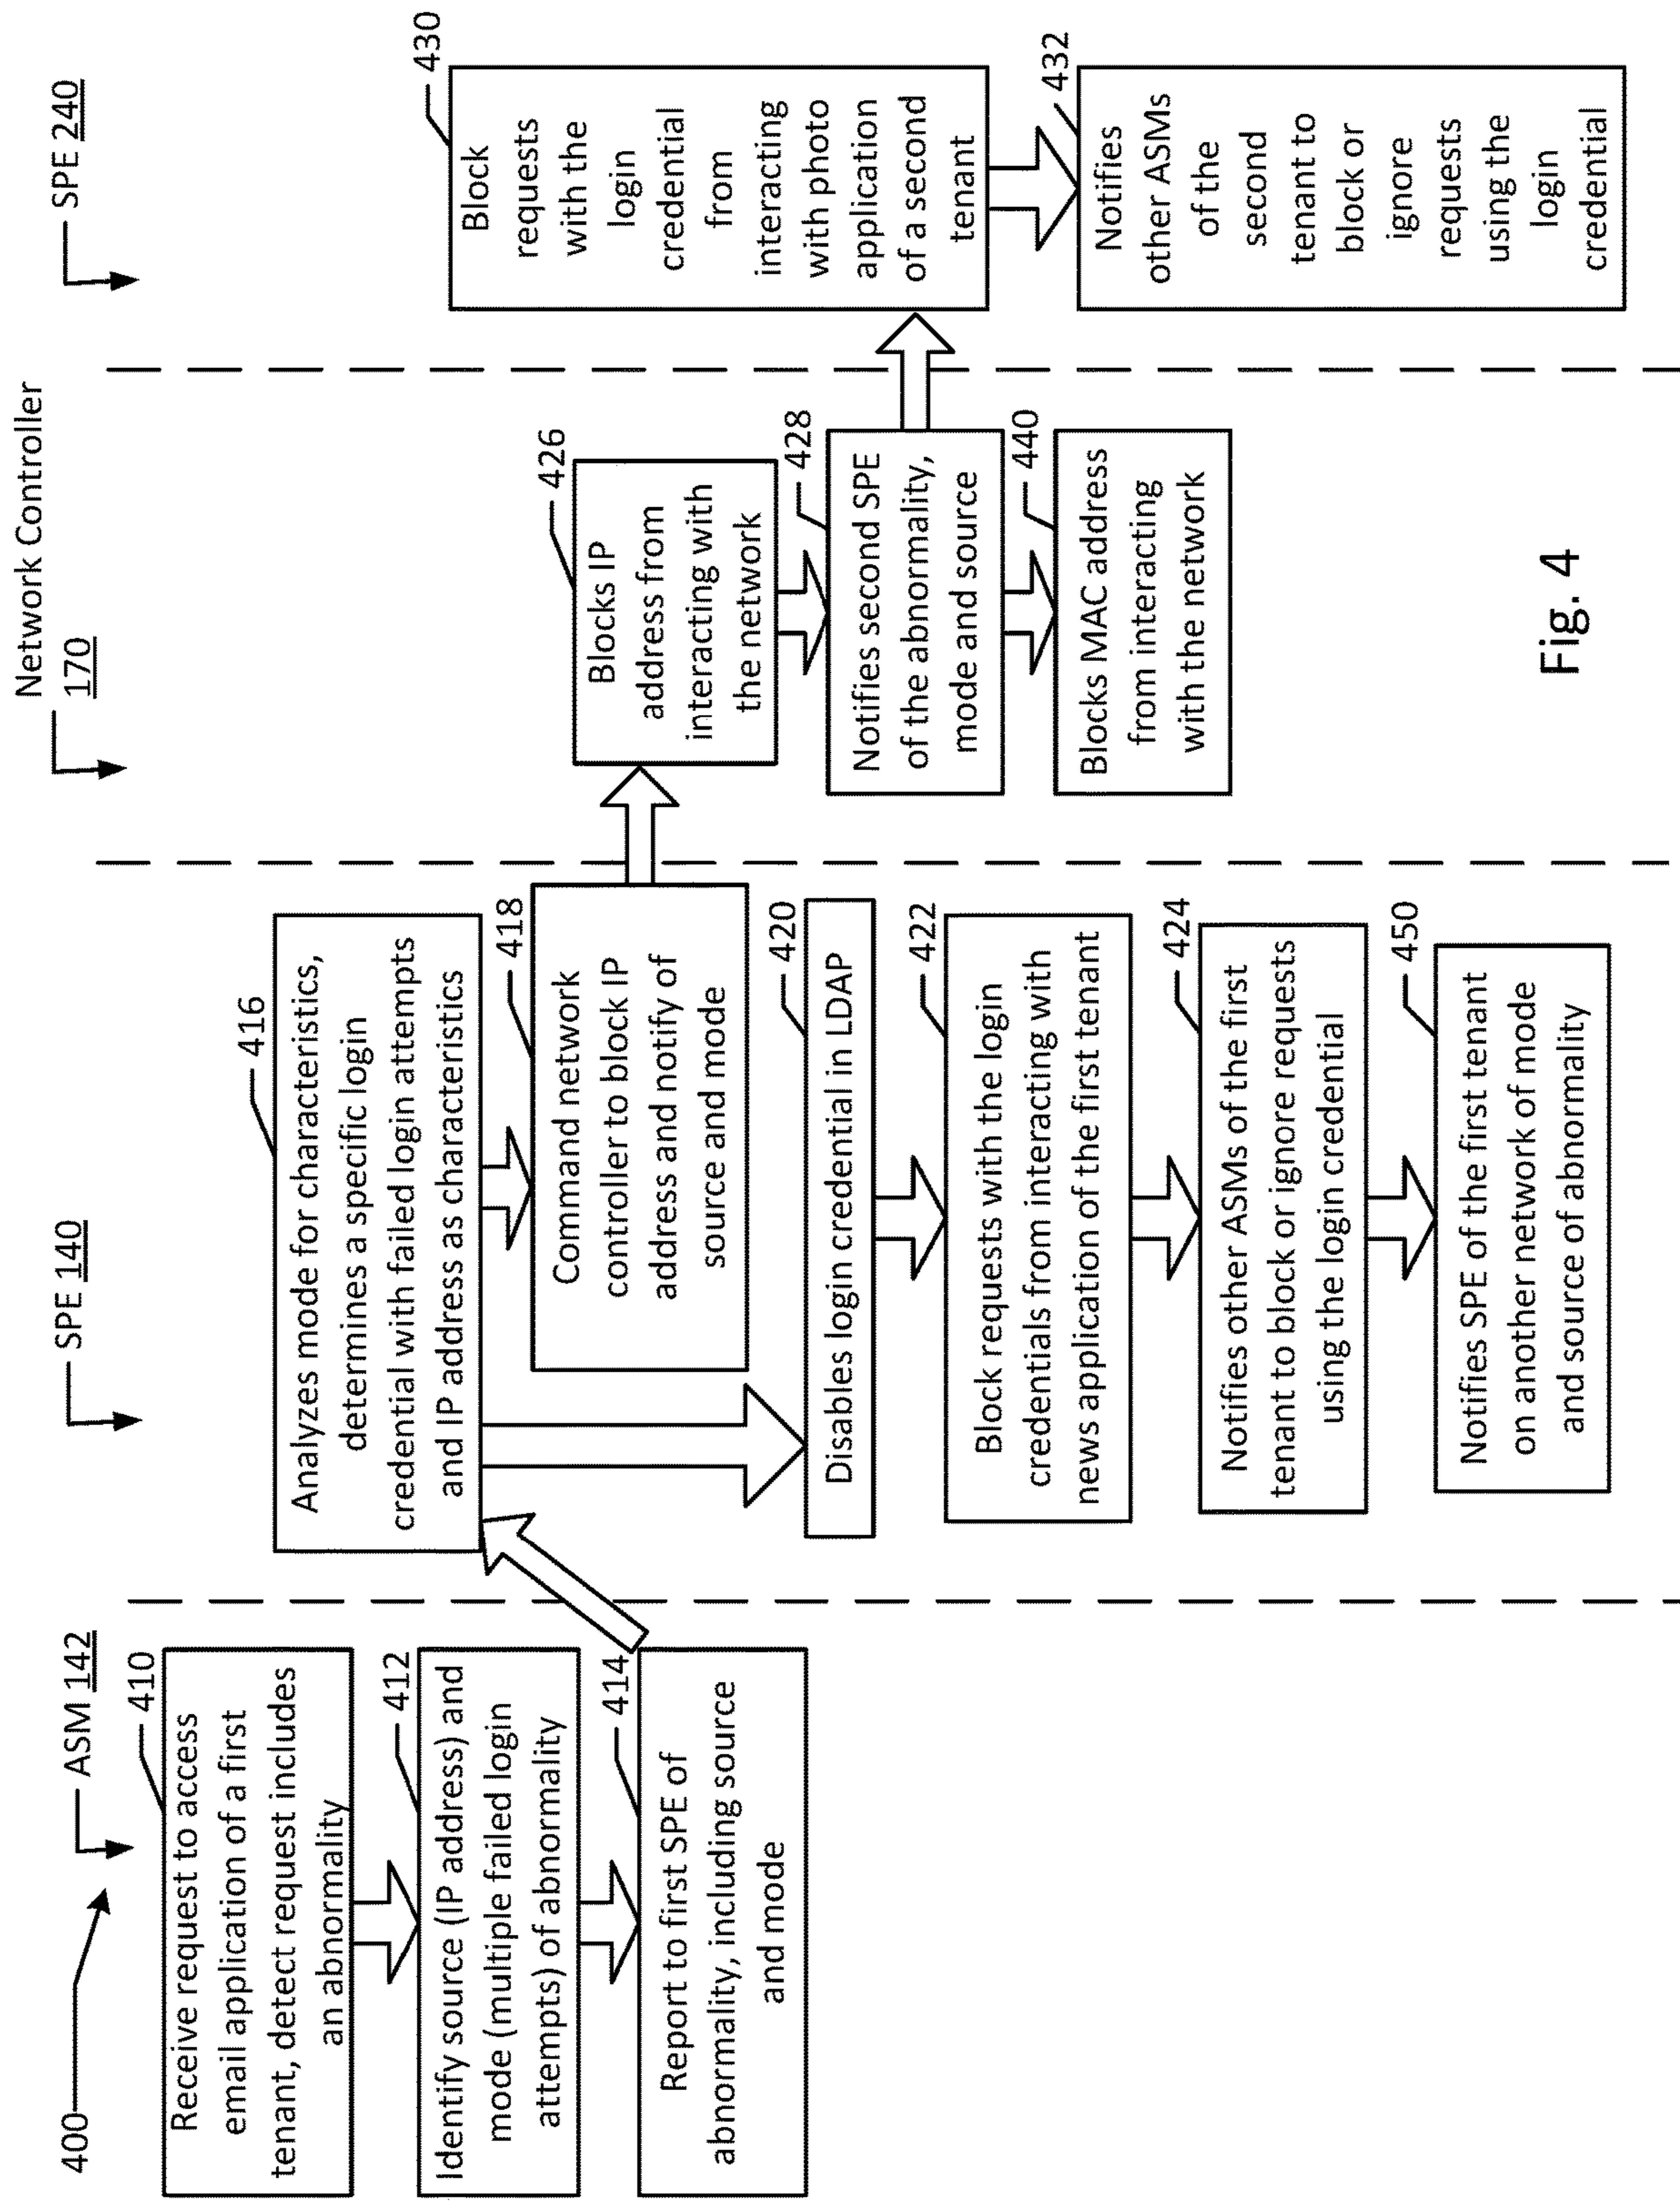 400
ASM 142
410
Receive request to access
email application of a first
tenant, detect request includes
an abnormality
412
Identify source (IP address) and
mode (multiple failed login
attempts) of abnormality
414
Report to first SPE of
abnormality, including source
and mode
SPE 140
416
Analyzes mode for characteristics,
determines a specific login
credential with failed login attempts
and IP address as characteristics
418
Command network
controller to block IP
address and notify of
source and mode
420
Disables login credential in LDAP
422
Block requests with the login
credentials from interacting with
news application of the first tenant
424
Notifies other ASMs of the first
tenant to block or ignore requests
using the login credential
450
Notifies SPE of the first tenant
on another network of mode
and source of abnormality
Network Controller
170
426
Blocks IP
address from
interacting with
the network
428
Notifies second SPE
of the abnormality,
mode and source
440
Blocks MAC address
from interacting
with the network
SPE 240
430
Block
requests
with the
login
credential
from
interacting
with photo
application
of a second
tenant
432
Notifies
other ASMs
of the
second
tenant to
block or
ignore
requests
using the
login
credential
Fig. 4